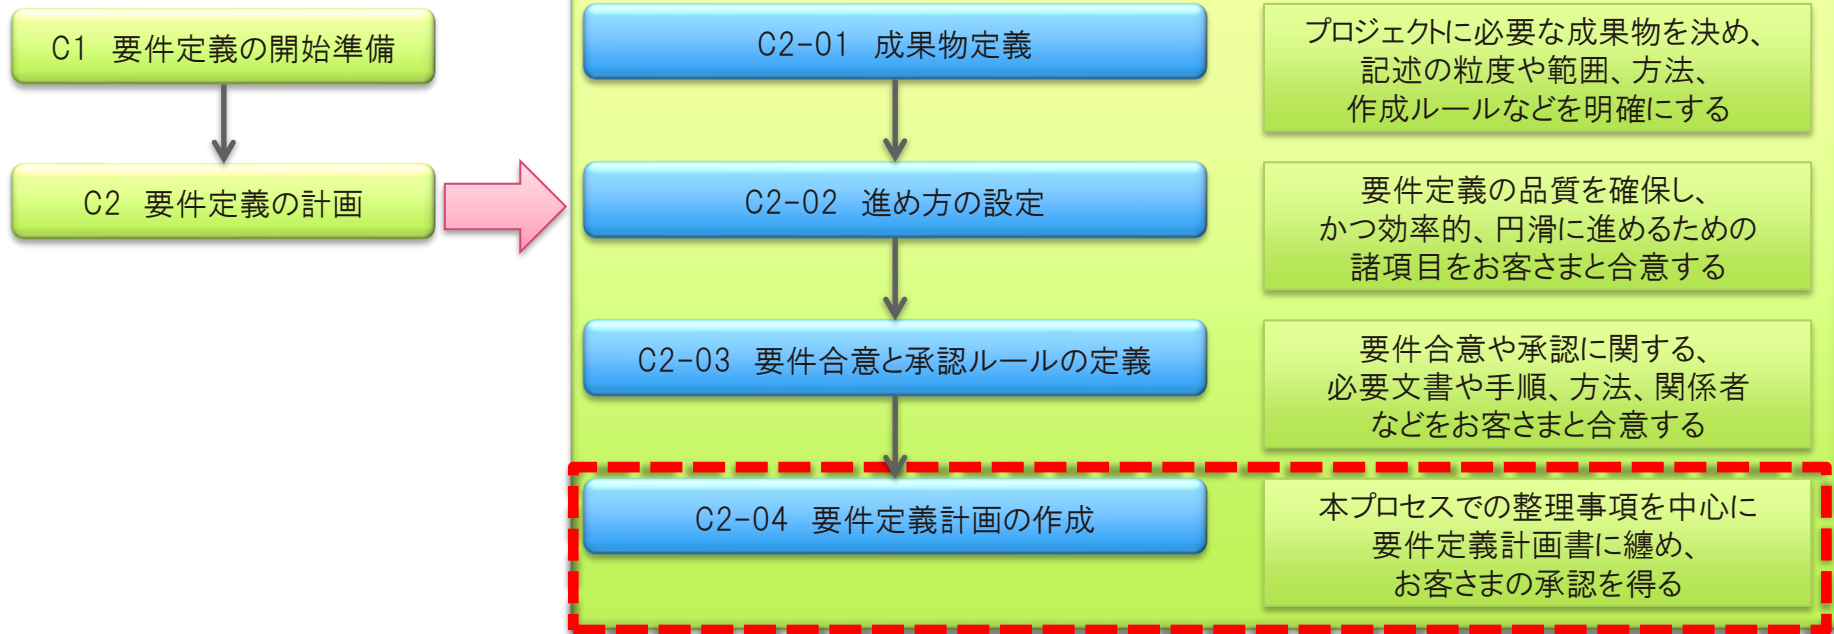 C1 要件定義の開始準備
C2 要件定義の計画
C2-01 成果物定義
プロジェクトに必要な成果物を決め、
記述の粒度や範囲、方法、
作成ルールなどを明確にする
C2-02 進め方の設定
要件定義の品質を確保し、
かつ効率的、円滑に進めるための
諸項目をお客さまと合意する
C2-03 要件合意と承認ルールの定義
要件合意や承認に関する、
必要文書や手順、方法、関係者
などをお客さまと合意する
C2-04 要件定義計画の作成
本プロセスでの整理事項を中心に
要件定義計画書に纏め、
お客さまの承認を得る